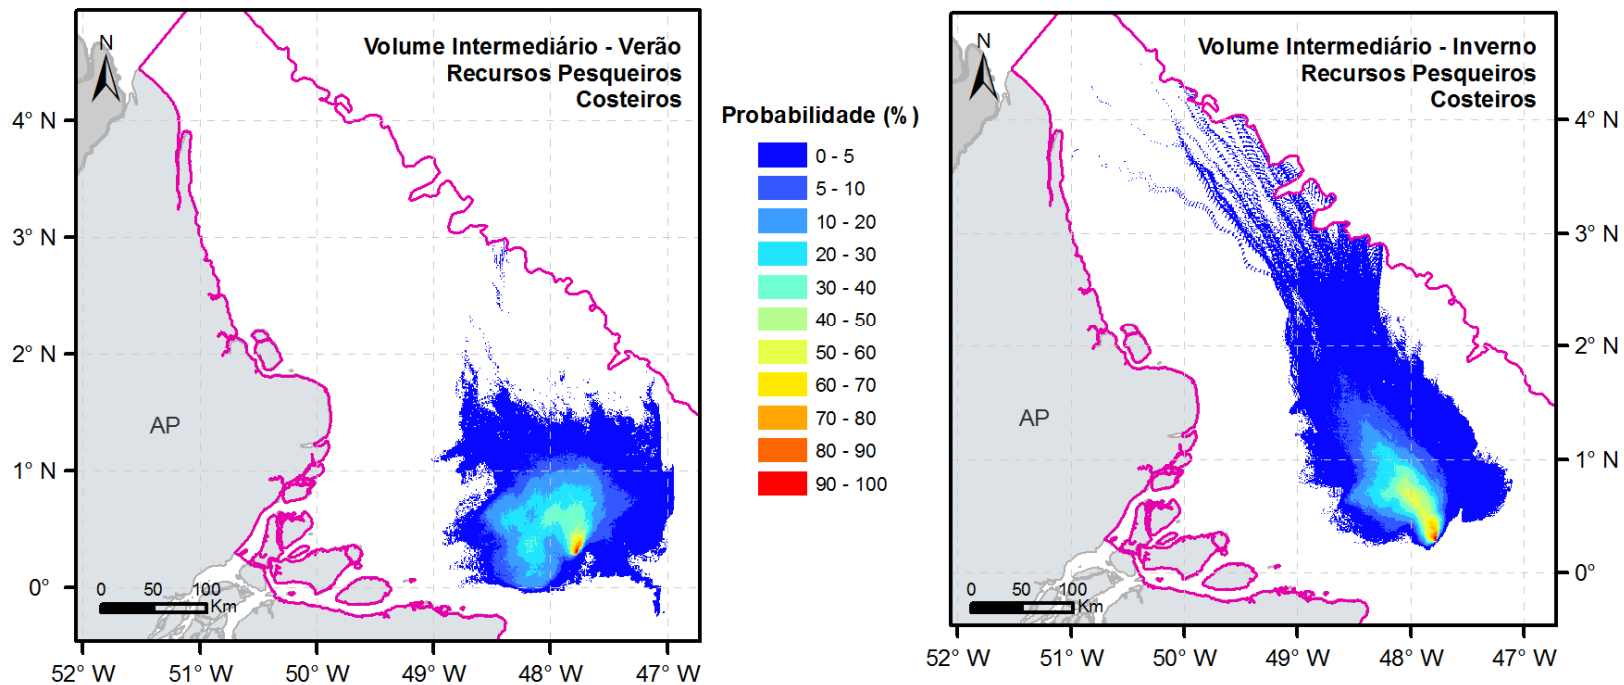 Volume Intermediário - Verão
Recursos Pesqueiros
Costeiros
N
4° N
3° N
2° N
1° N
0°
AP
0 50 100
Km
52° W 51° W 50° W 49° W 48° W 47° W
Probabilidade (%)
0 - 5
5 - 10
10 - 20
20 - 30
30 - 40
40 - 50
50 - 60
60 - 70
70 - 80
80 - 90
90 - 100
Volume Intermediário - Inverno
Recursos Pesqueiros
Costeiros
N
4° N
3° N
2° N
1° N
0°
AP
0 50 100
Km
52° W 51° W 50° W 49° W 48° W 47° W